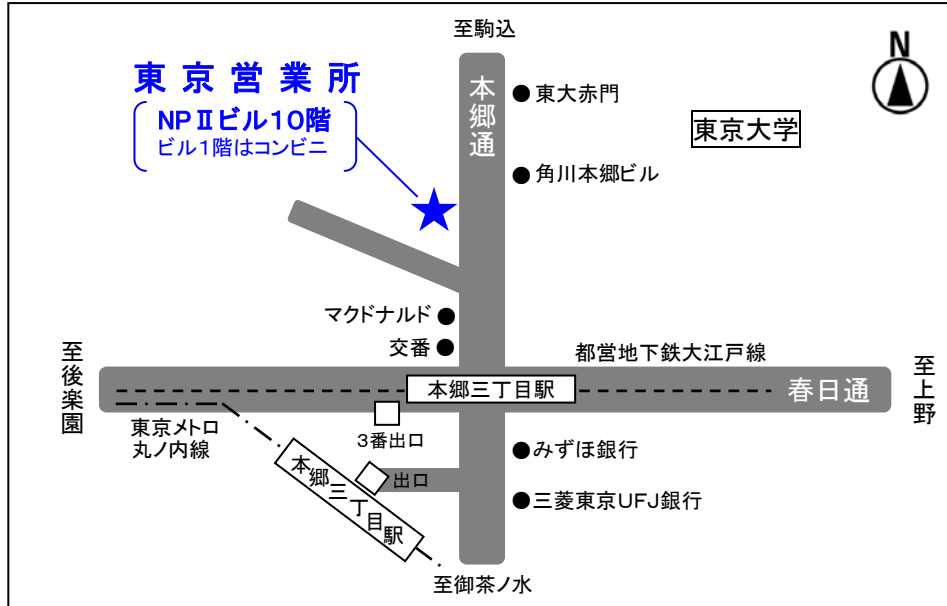 至駒込
N
東京営業所
NPⅡビル10階
ビル1階はコンビニ
本郷通
東大赤門
東京大学
角川本郷ビル
マクドナルド
交番
都営地下鉄大江戸線
至後楽園
本郷三丁目駅
春日通
至上野
東京メトロ
丸ノ内線
3番出口
みずほ銀行
本郷三丁目駅
出口
三菱東京UFJ銀行
至御茶ノ水